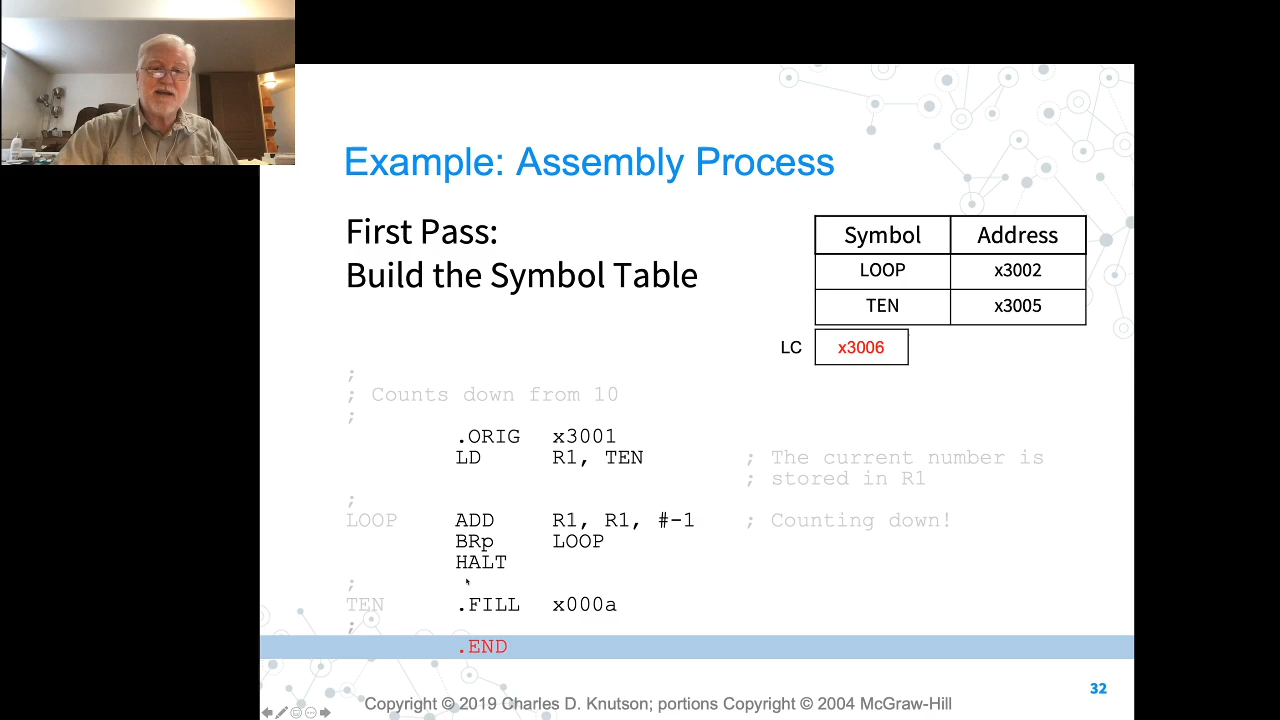 Example: Assembly Process
First Pass:
Build the Symbol Table
Symbol Address
LOOP x3002
TEN x3005
LC x3006
;
; Counts down from 10
;
.ORIG x3001
LD R1, TEN ; The current number is
; stored in R1
;
LOOP ADD R1, R1, #-1 ; Counting down!
BRp LOOP
HALT
;
TEN .FILL x000a
;
.END
32
Copyright © 2019 Charles D. Knutson; portions Copyright © 2004 McGraw-Hill